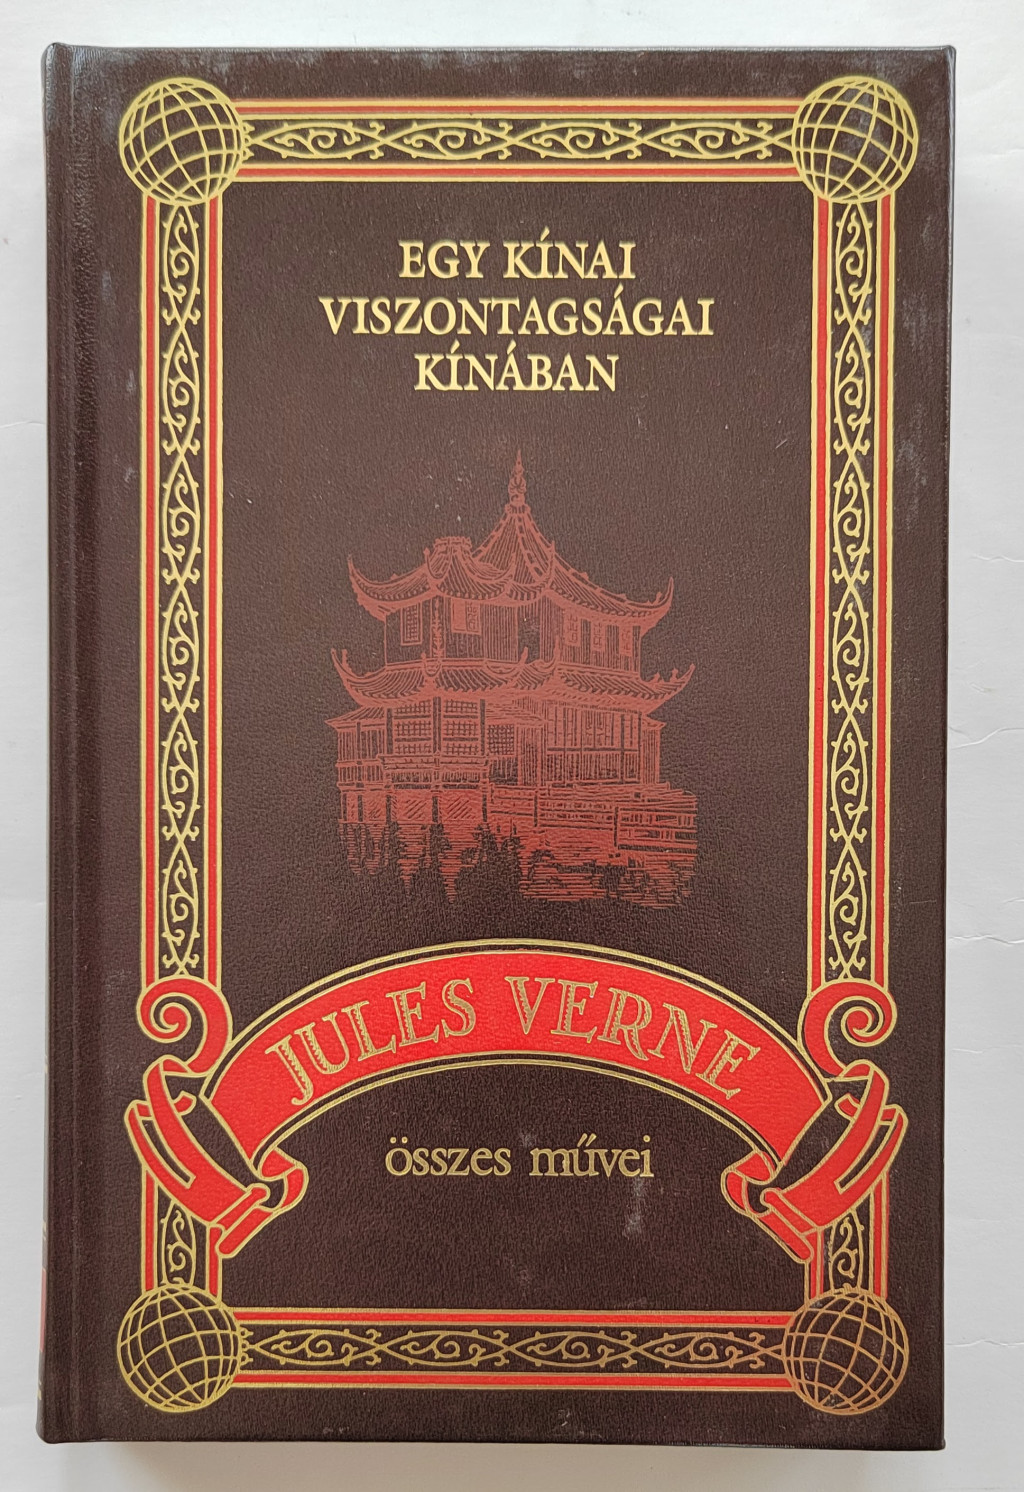 EGY KÍNAI
VISZONTAGSÁGAI
KÍNÁBAN
JULES VERNE
összes művei